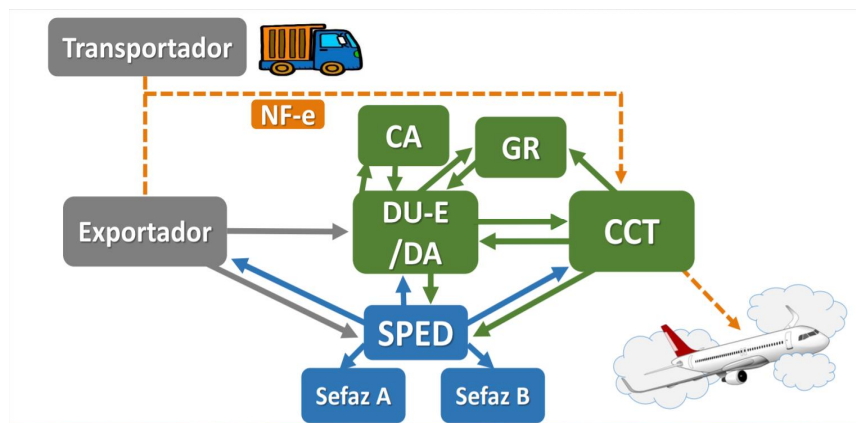 Transportador
NF-e
CA
GR
Exportador
DU-E
/DA
CCT
SPED
Sefaz A
Sefaz B